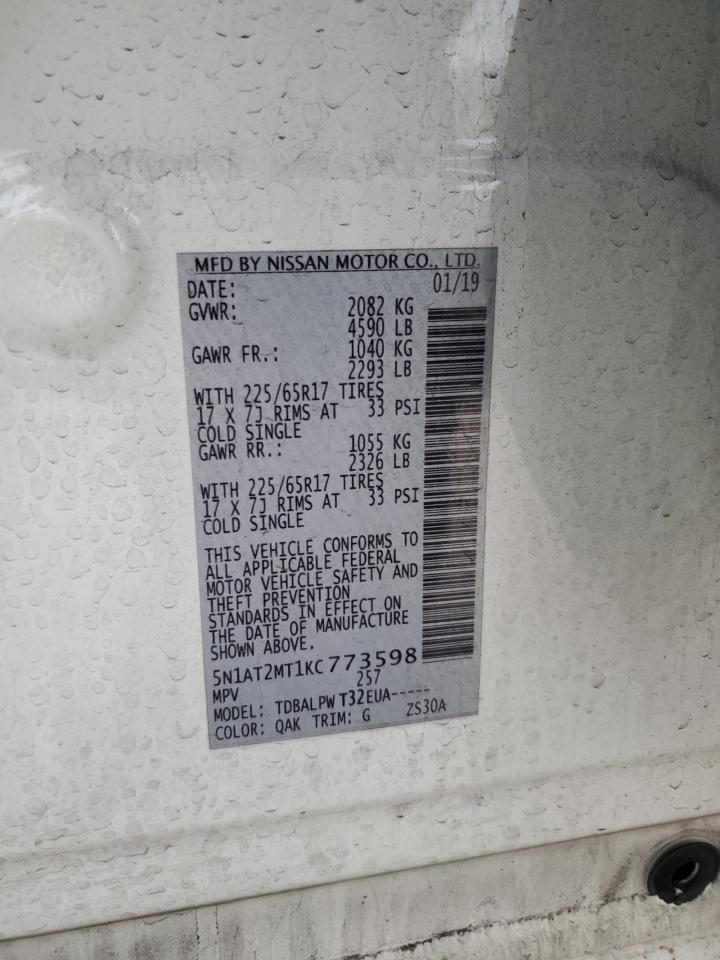 MFD BY NISSAN MOTOR CO., LTD.
DATE: 01/19
GVWR: 2082 KG
4590 LB
GAWR FR.: 1040 KG
2293 LB
WITH 225/65R17 TIRES
17 X 7J RIMS AT 33 PSI
COLD SINGLE
GAWR RR.: 1055 KG
2326 LB
WITH 225/65R17 TIRES
17 X 7J RIMS AT 33 PSI
COLD SINGLE
THIS VEHICLE CONFORMS TO
ALL APPLICABLE FEDERAL
MOTOR VEHICLE SAFETY AND
THEFT PREVENTION
STANDARDS IN EFFECT ON
THE DATE OF MANUFACTURE
SHOWN ABOVE.
5N1AT2MT1KC773598
MPV 257
MODEL: TDBALPWT32EUA-----
COLOR: QAK TRIM: G ZS30A